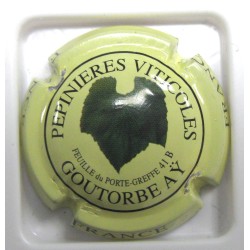 PEPINIERES VITICOLES
FEUILLE du PORTE-GREFFE 41 B
GOUTORBE AŸ
FRANCE